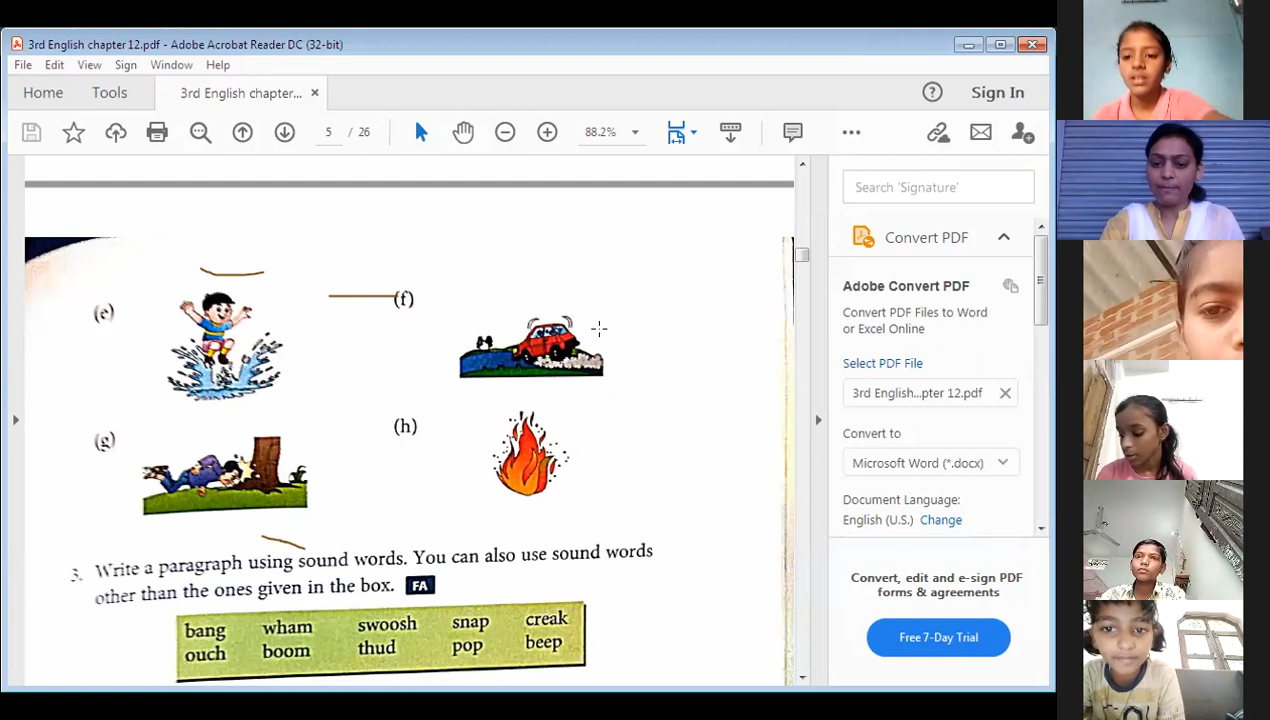 3rd English chapter 12.pdf - Adobe Acrobat Reader DC (32-bit)
File Edit View Sign Window Help
Home Tools 3rd English chapter... × Sign In
5 / 26 88.2%
Search 'Signature'
Convert PDF
Adobe Convert PDF
Convert PDF Files to Word
or Excel Online
Select PDF File
3rd English...pter 12.pdf
Convert to
Microsoft Word (*.docx)
Document Language:
English (U.S.) Change
Convert, edit and e-sign PDF
forms & agreements
Free 7-Day Trial
(e) (f)
(g) (h)
3. Write a paragraph using sound words. You can also use sound words
other than the ones given in the box. FA
bang wham swoosh snap creak
ouch boom thud pop beep